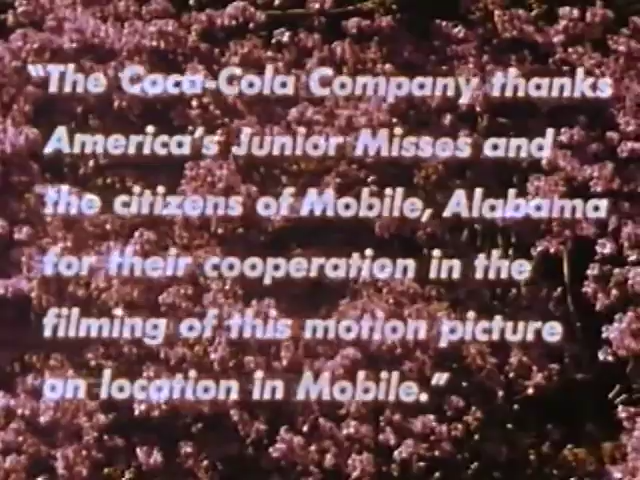 "The Coca-Cola Company thanks
America's Junior Misses and
the citizens of Mobile, Alabama
for their cooperation in the
filming of this motion picture
on location in Mobile."